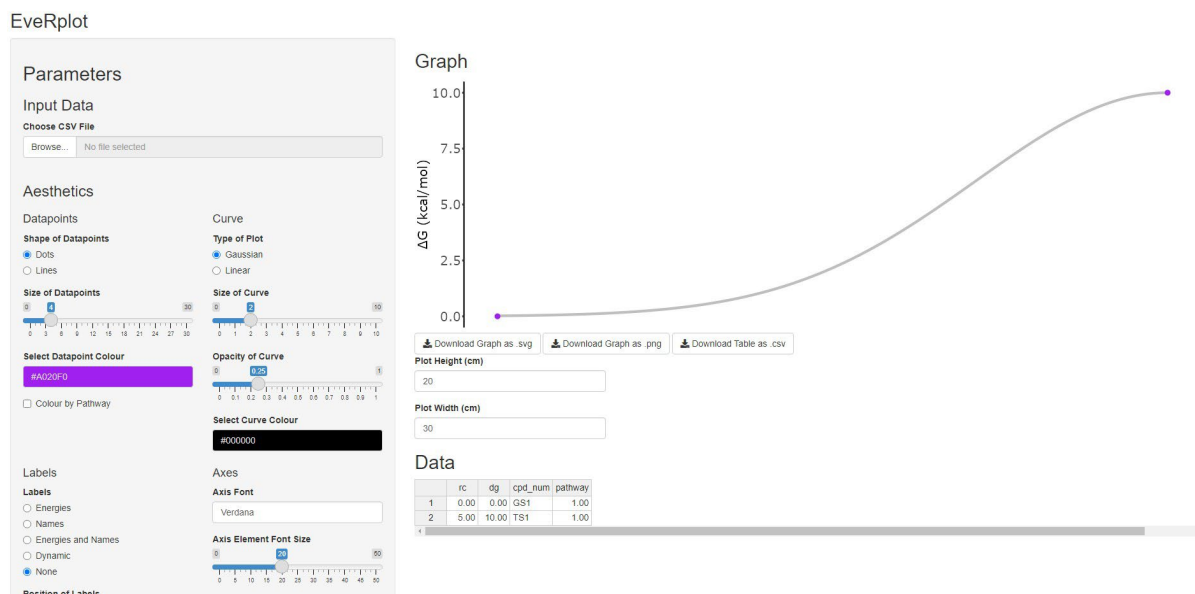 EveRplot
Parameters
Input Data
Choose CSV File
Browse... No file selected
Aesthetics
Datapoints
Shape of Datapoints
Dots
Lines
Size of Datapoints
0 4 30
0 3 6 9 12 15 18 21 24 27 30
Select Datapoint Colour
#A020F0
Colour by Pathway
Curve
Type of Plot
Gaussian
Linear
Size of Curve
0 2 10
0 1 2 3 4 5 6 7 8 9 10
Opacity of Curve
0 0.25 1
0 0.1 0.2 0.3 0.4 0.5 0.6 0.7 0.8 0.9 1
Select Curve Colour
#000000
Labels
Labels
Energies
Names
Energies and Names
Dynamic
None
Position of Labels
Axes
Axis Font
Verdana
Axis Element Font Size
0 20 50
0 5 10 15 20 25 30 35 40 45 50
Graph
10.0
7.5
5.0
2.5
0.0
ΔG (kcal/mol)
Download Graph as .svg Download Graph as .png Download Table as .csv
Plot Height (cm)
20
Plot Width (cm)
30
Data
rc dg cpd_num pathway
1 0.00 0.00 GS1 1.00
2 5.00 10.00 TS1 1.00